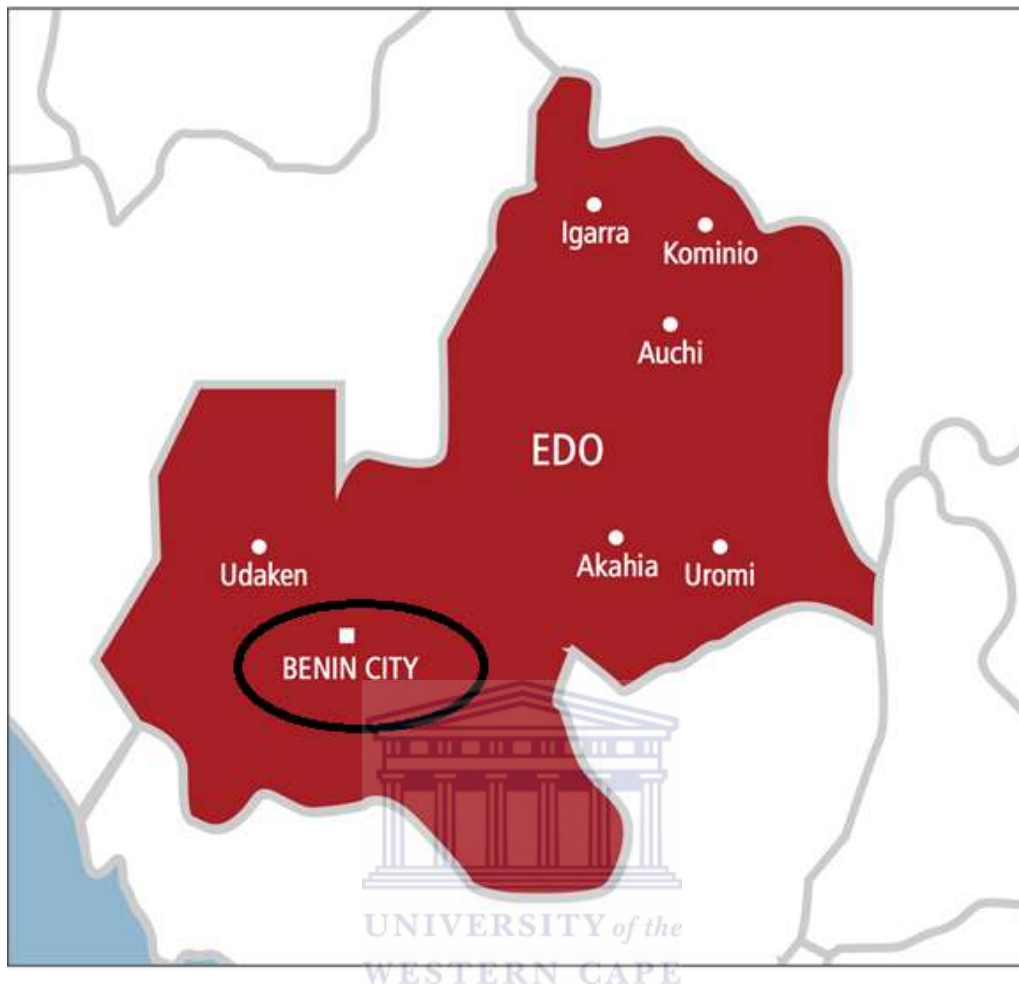 Igarra
Kominio
Auchi
EDO
Akahia
Uromi
Udaken
BENIN CITY
UNIVERSITY of the
WESTERN CAPE